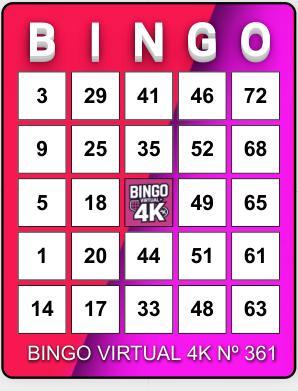 B I N G O
3 29 41 46 72
9 25 35 52 68
5 18 BINGO VIRTUAL 4K 49 65
1 20 44 51 61
14 17 33 48 63
BINGO VIRTUAL 4K Nº 361